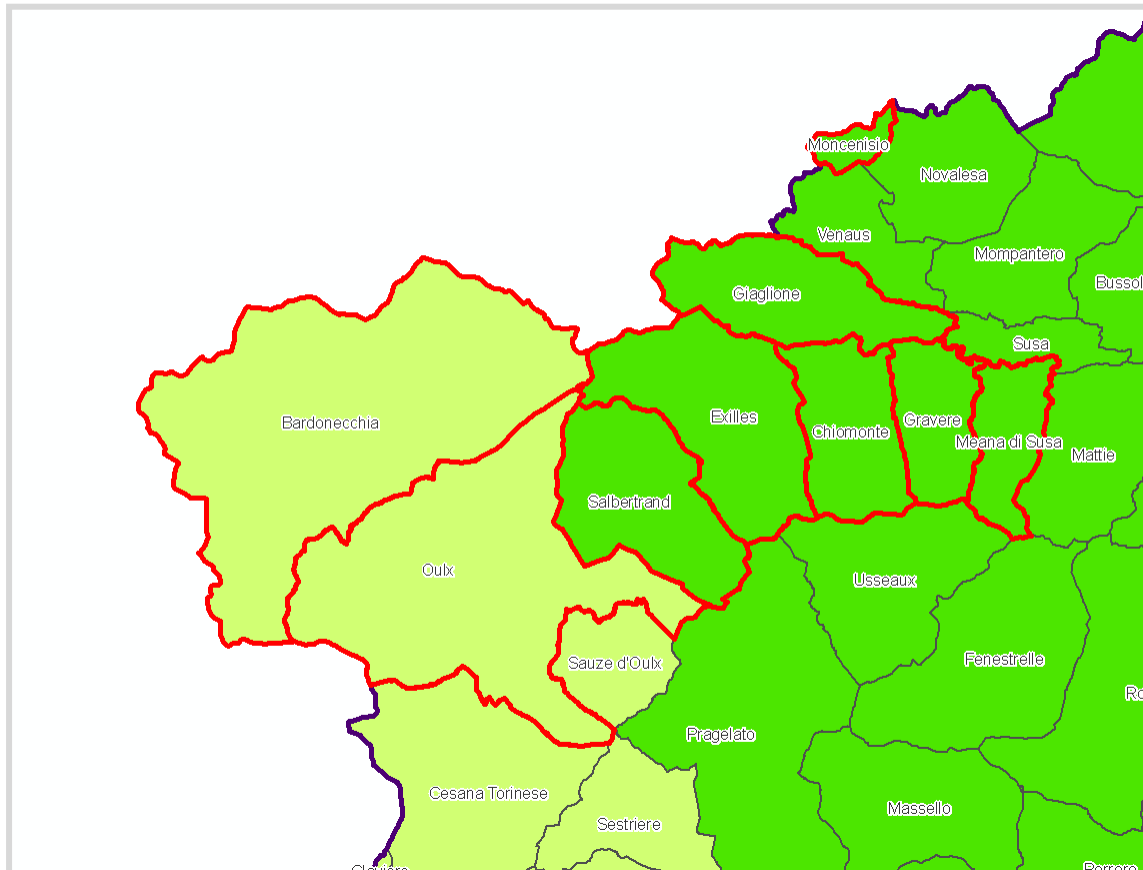 Moncenisio
Novalesa
Venaus
Mompantero
Bussol
Giaglione
Susa
Bardonecchia
Exilles
Chiomonte
Gravere
Meana di Susa
Mattie
Salbertrand
Oulx
Usseaux
Sauze d'Oulx
Fenestrelle
Ro
Pragelato
Cesana Torinese
Massello
Sestriere